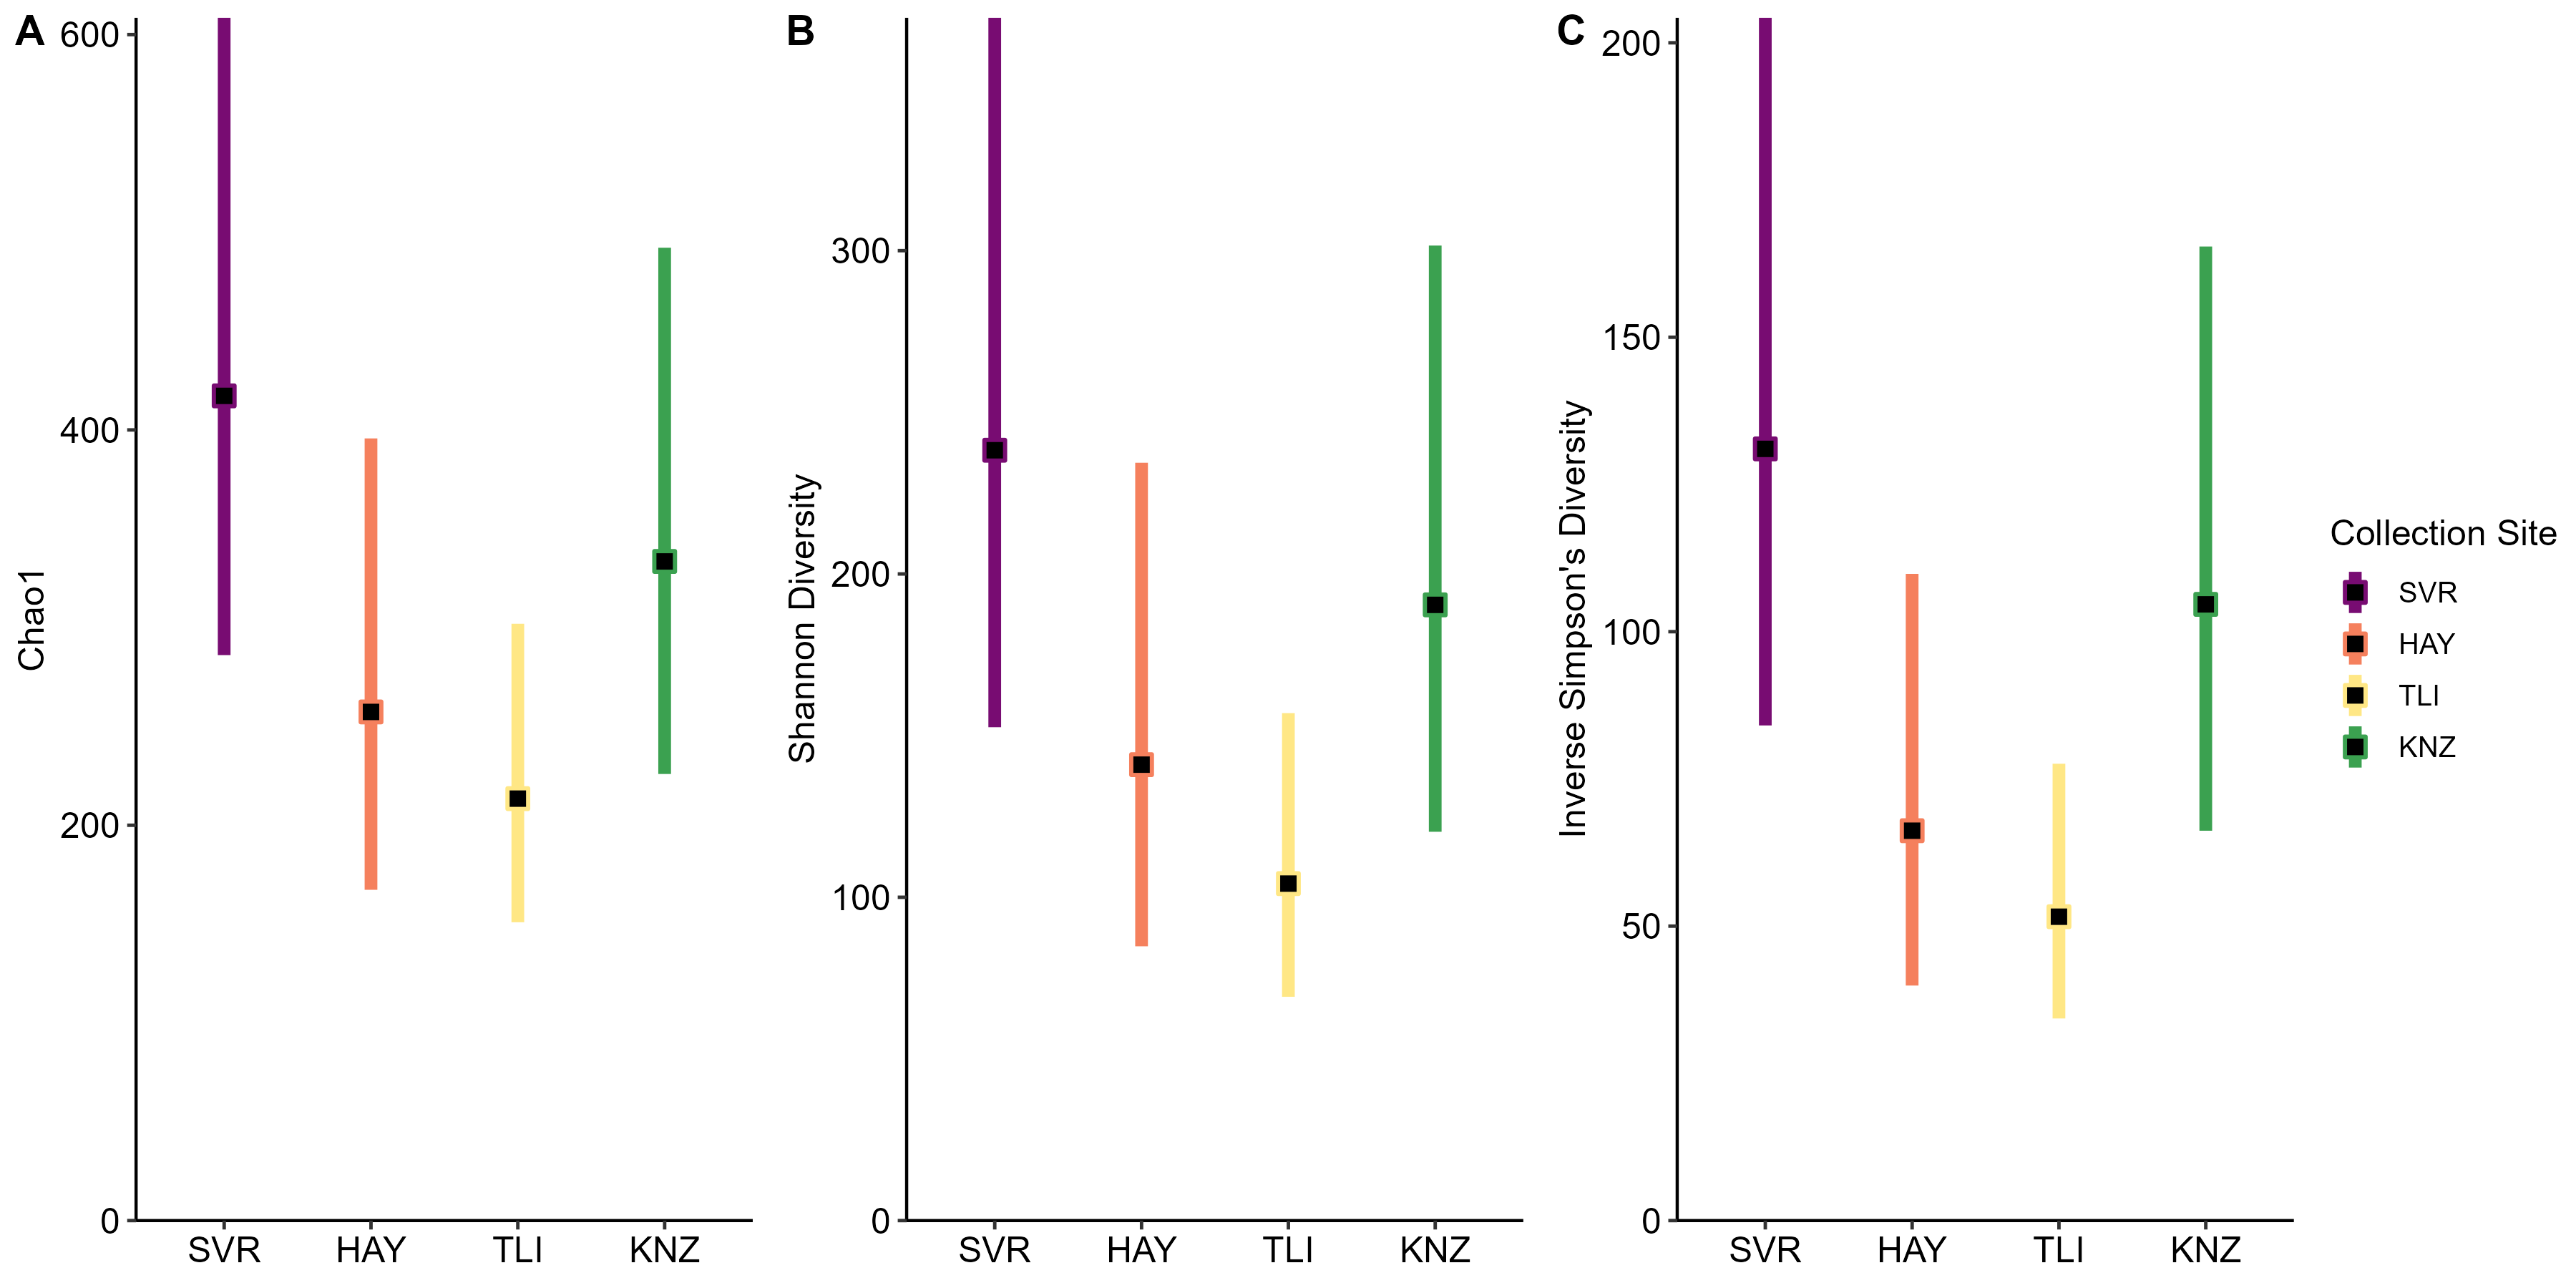 A
Chao1
600
400
200
0
SVR HAY TLI KNZ
B
Shannon Diversity
300
200
100
0
SVR HAY TLI KNZ
C
Inverse Simpson's Diversity
200
150
100
50
0
SVR HAY TLI KNZ
Collection Site
SVR
HAY
TLI
KNZ